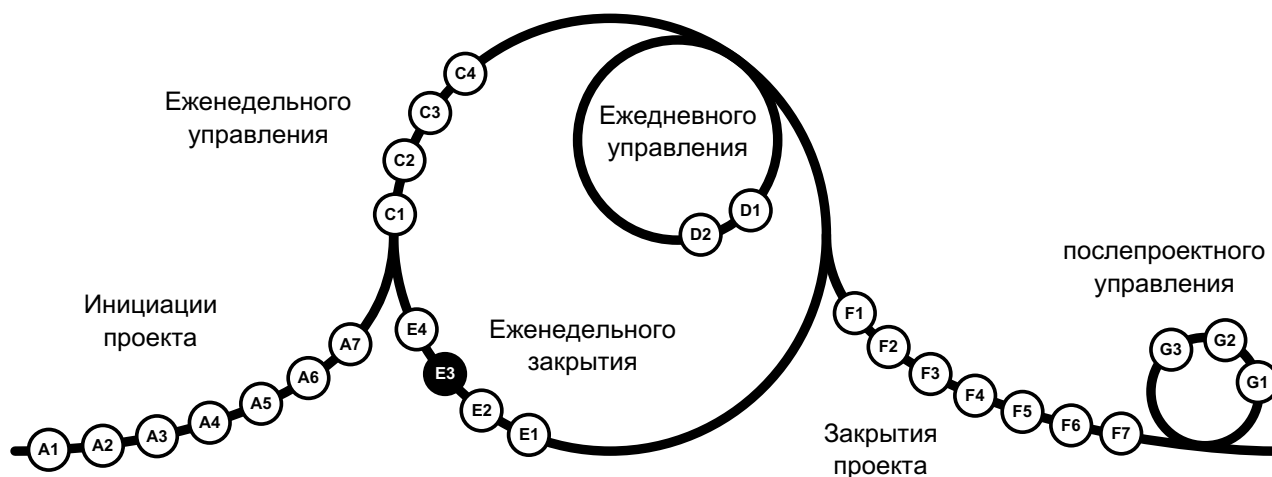 C4
C3
C2
C1
Еженедельного
управления
Ежедневного
управления
D1
D2
послепроектного
управления
Инициации
проекта
A1
A2
A3
A4
A5
A6
A7
E4
E3
E2
E1
Еженедельного
закрытия
F1
F2
F3
F4
F5
F6
F7
Закрытия
проекта
G3
G2
G1